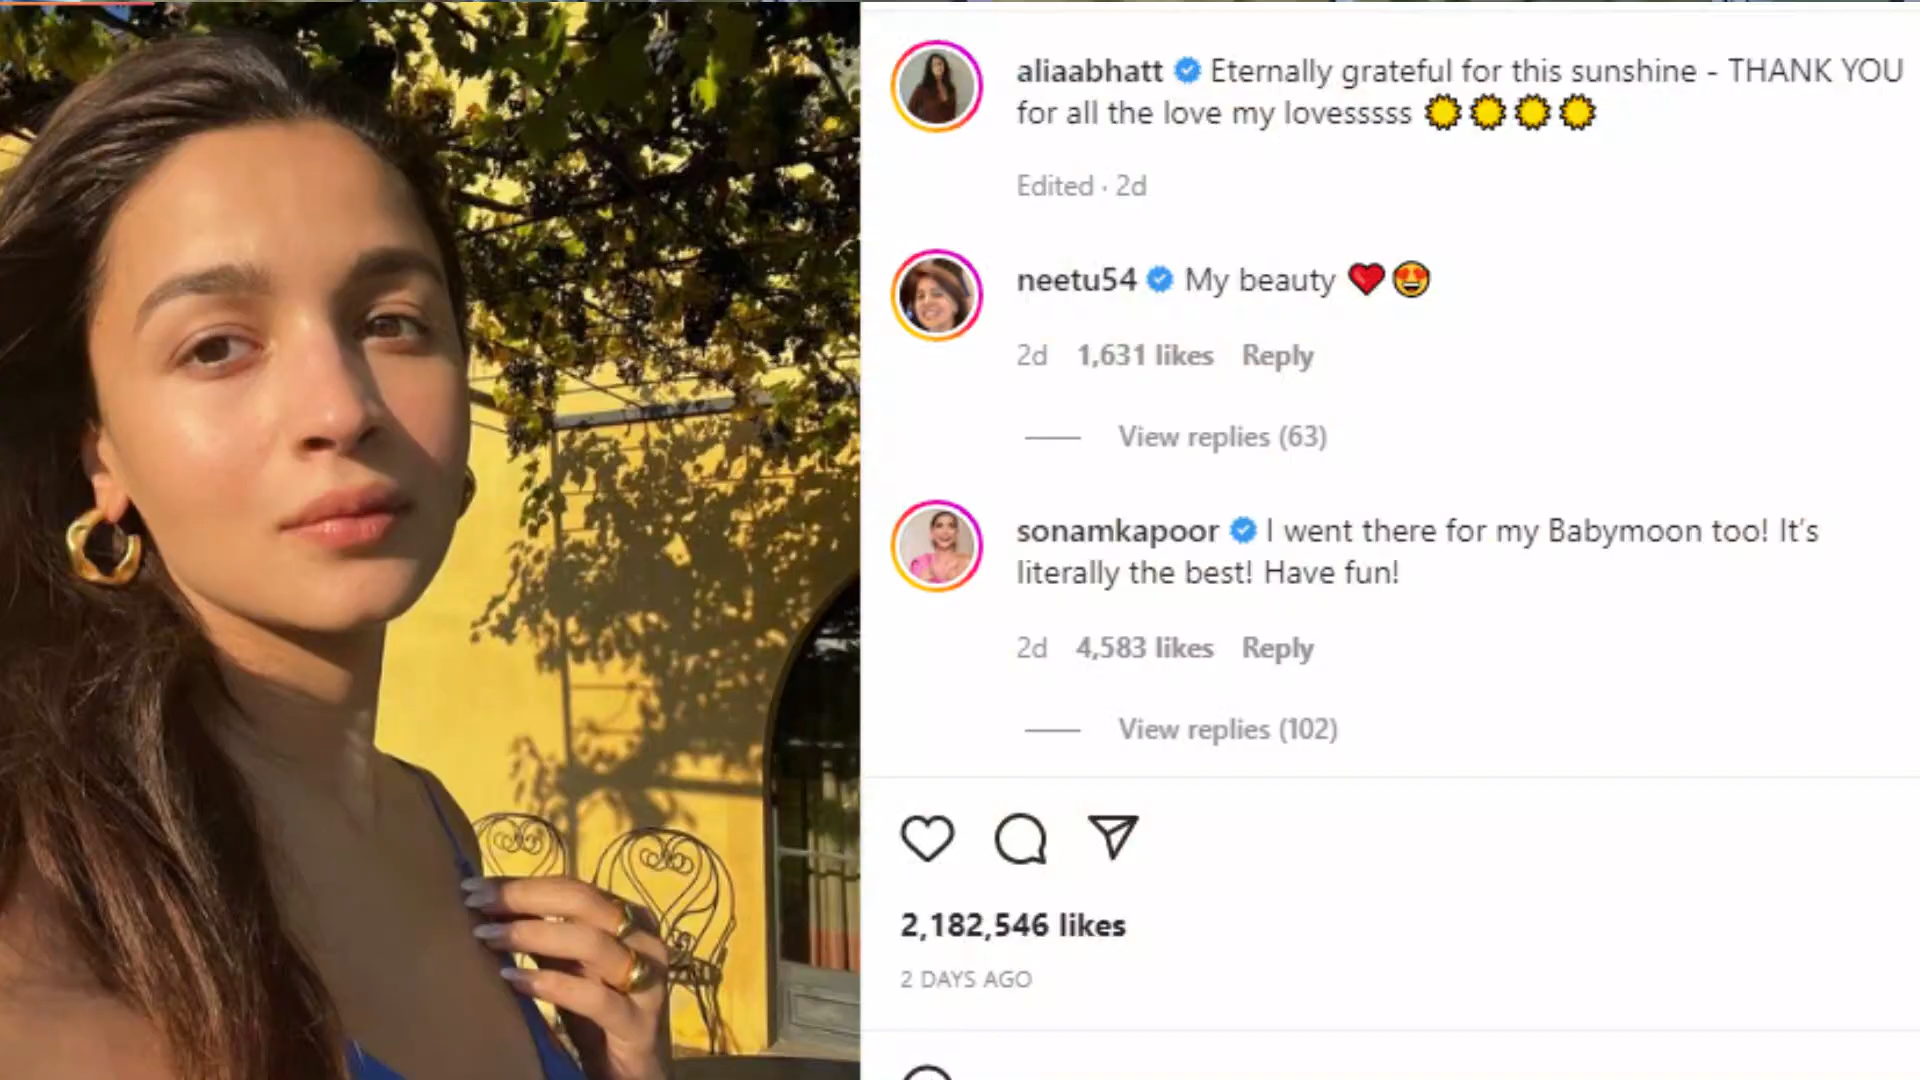 aliaabhatt Eternally grateful for this sunshine - THANK YOU
for all the love my lovesssss ☀️☀️☀️☀️
Edited · 2d
neetu54 My beauty ❤️😍
2d 1,631 likes Reply
View replies (63)
sonamkapoor I went there for my Babymoon too! It's
literally the best! Have fun!
2d 4,583 likes Reply
View replies (102)
2,182,546 likes
2 DAYS AGO